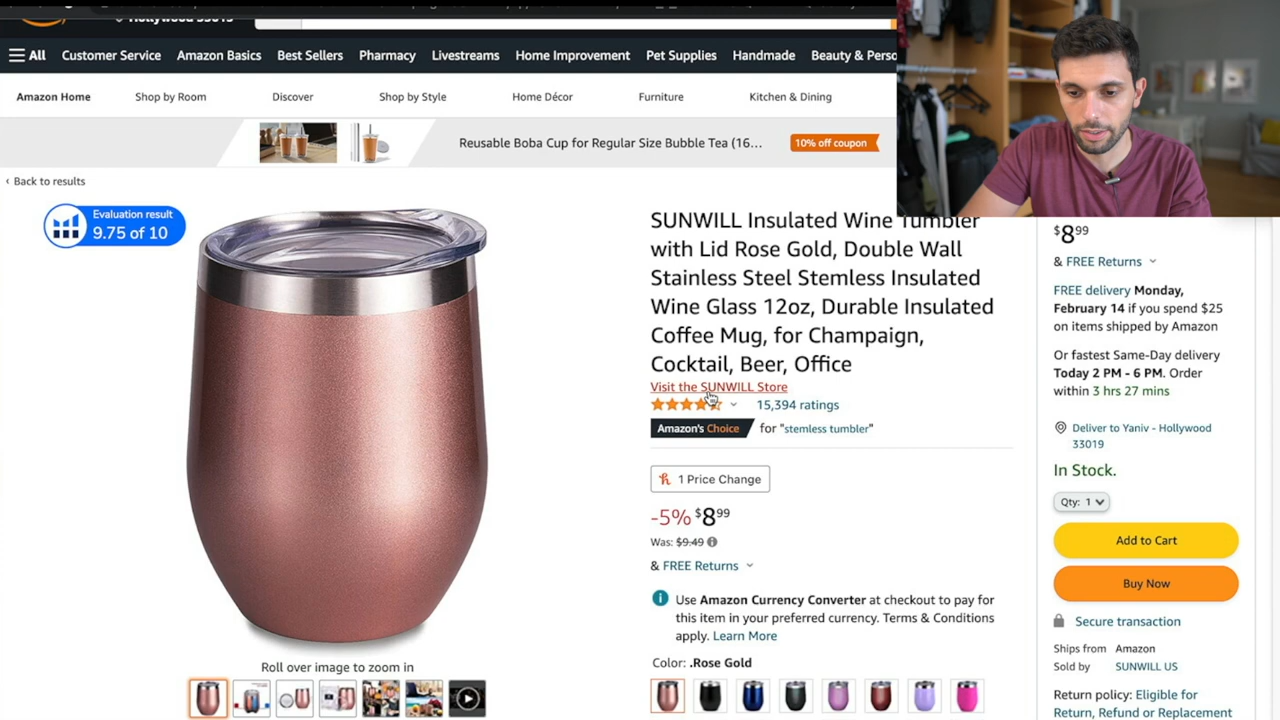 Hollywood 33019
All
Customer Service
Amazon Basics
Best Sellers
Pharmacy
Livestreams
Home Improvement
Pet Supplies
Handmade
Beauty & Perso
Amazon Home
Shop by Room
Discover
Shop by Style
Home Décor
Furniture
Kitchen & Dining
Reusable Boba Cup for Regular Size Bubble Tea (16...
10% off coupon
‹ Back to results
Evaluation result
9.75 of 10
SUNWILL Insulated Wine Tumbler
with Lid Rose Gold, Double Wall
Stainless Steel Stemless Insulated
Wine Glass 12oz, Durable Insulated
Coffee Mug, for Champaign,
Cocktail, Beer, Office
Visit the SUNWILL Store
15,394 ratings
Amazon's Choice for "stemless tumbler"
1 Price Change
-5% $8 99
Was: $9.49
& FREE Returns
Use Amazon Currency Converter at checkout to pay for
this item in your preferred currency. Terms & Conditions
apply. Learn More
Color: .Rose Gold
Roll over image to zoom in
$8 99
& FREE Returns
FREE delivery Monday,
February 14 if you spend $25
on items shipped by Amazon
Or fastest Same-Day delivery
Today 2 PM - 6 PM. Order
within 3 hrs 27 mins
Deliver to Yaniv - Hollywood
33019
In Stock.
Qty: 1
Add to Cart
Buy Now
Secure transaction
Ships from Amazon
Sold by SUNWILL US
Return policy: Eligible for
Return, Refund or Replacement